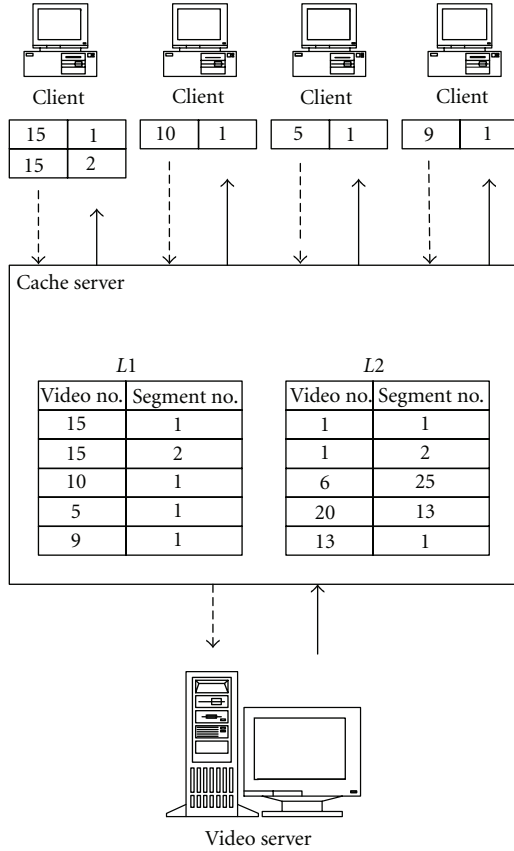 Client Client Client Client
15 1 10 1 5 1 9 1
15 2
Cache server
L1 L2
Video no. Segment no. Video no. Segment no.
15 1 1 1
15 2 1 2
10 1 6 25
5 1 20 13
9 1 13 1
Video server